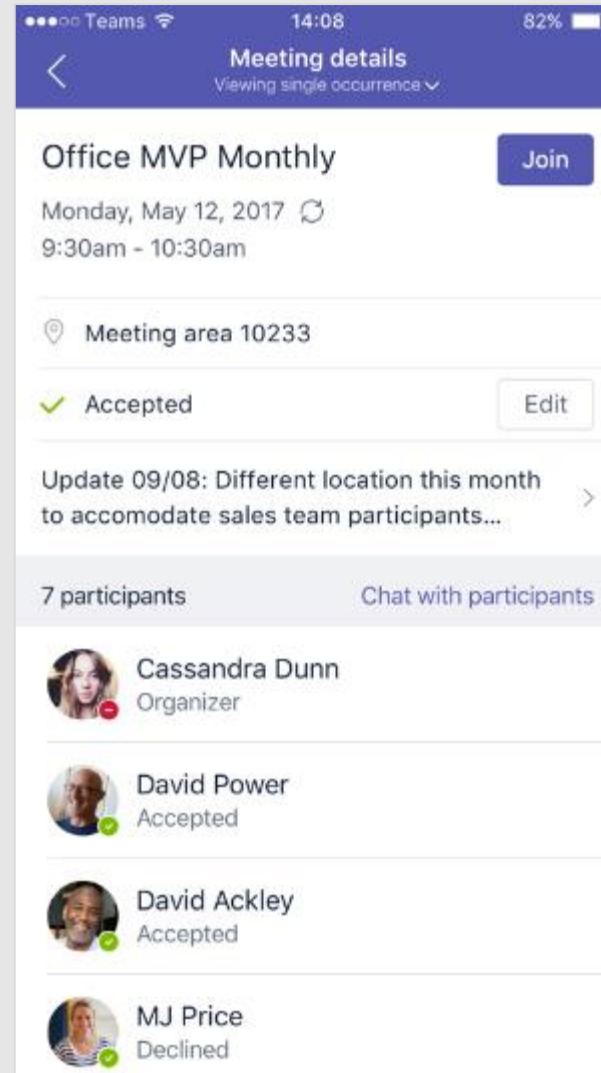 Teams 14:08 82%
Meeting details
Viewing single occurrence
Office MVP Monthly
Join
Monday, May 12, 2017
9:30am - 10:30am
Meeting area 10233
Accepted
Edit
Update 09/08: Different location this month
to accomodate sales team participants...
7 participants
Chat with participants
Cassandra Dunn
Organizer
David Power
Accepted
David Ackley
Accepted
MJ Price
Declined